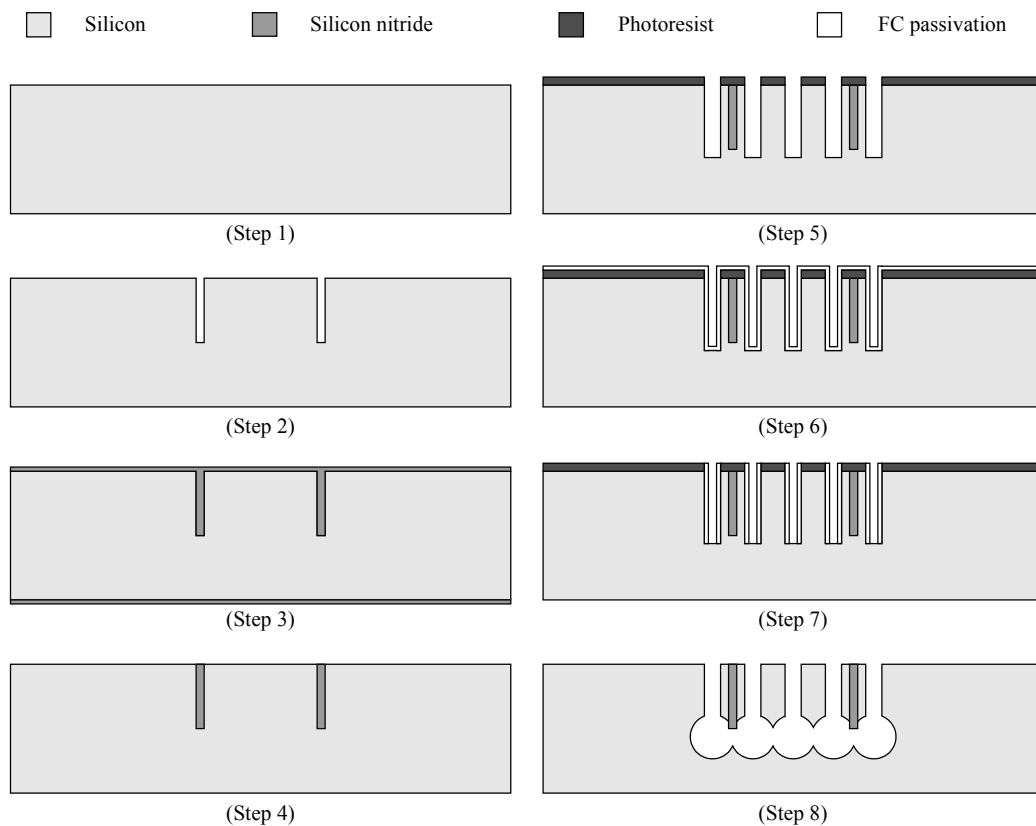 Silicon Silicon nitride Photoresist FC passivation
(Step 1) (Step 5)
(Step 2) (Step 6)
(Step 3) (Step 7)
(Step 4) (Step 8)